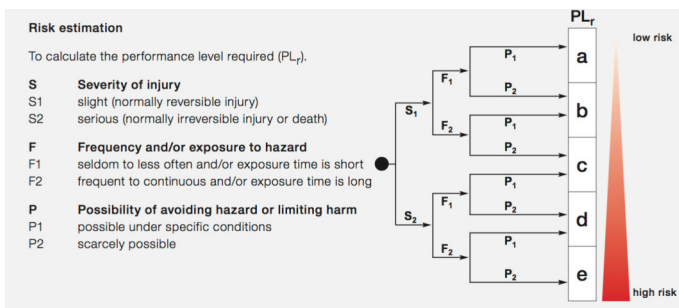 Risk estimation
To calculate the performance level required (PLr).
S Severity of injury
S1 slight (normally reversible injury)
S2 serious (normally irreversible injury or death)
F Frequency and/or exposure to hazard
F1 seldom to less often and/or exposure time is short
F2 frequent to continuous and/or exposure time is long
P Possibility of avoiding hazard or limiting harm
P1 possible under specific conditions
P2 scarcely possible
PLr
low risk
P1
a
F1
P2
S1
b
P1
F2
P2
c
P1
F1
S2
P2
d
P1
F2
P2
e
high risk